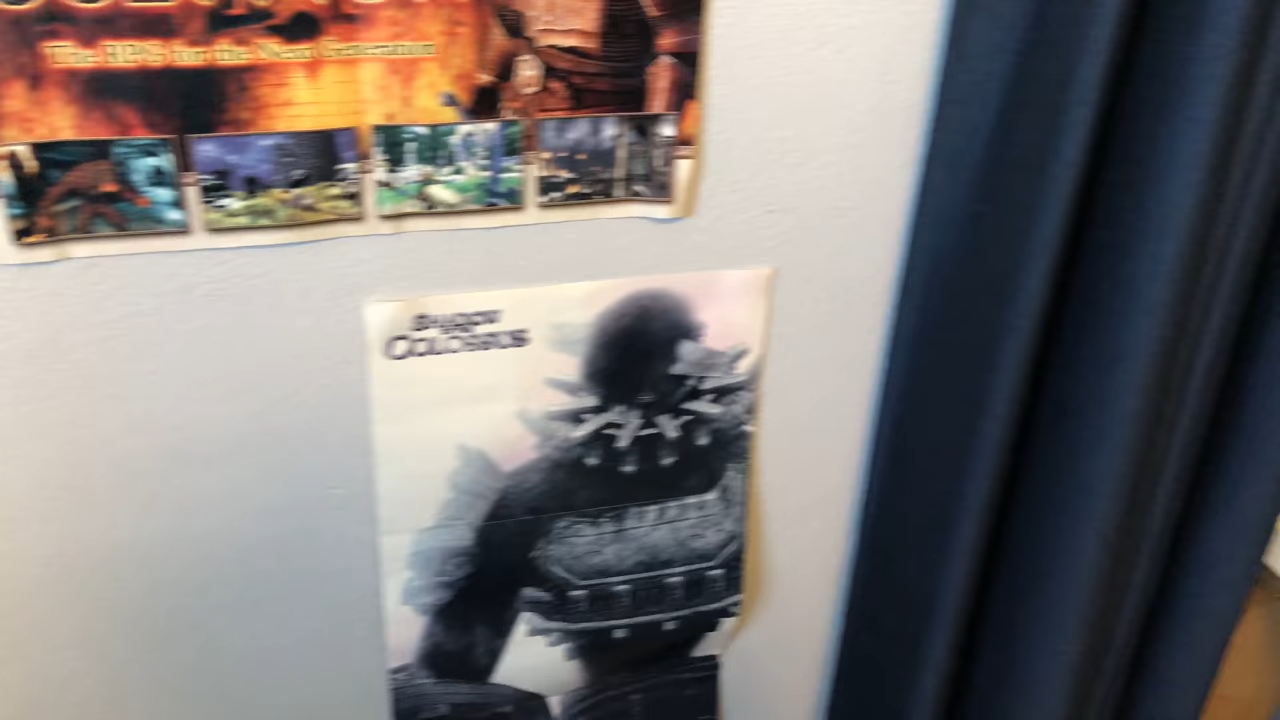 The RPG for the Next Generation
SHADOW
OF THE
COLOSSUS